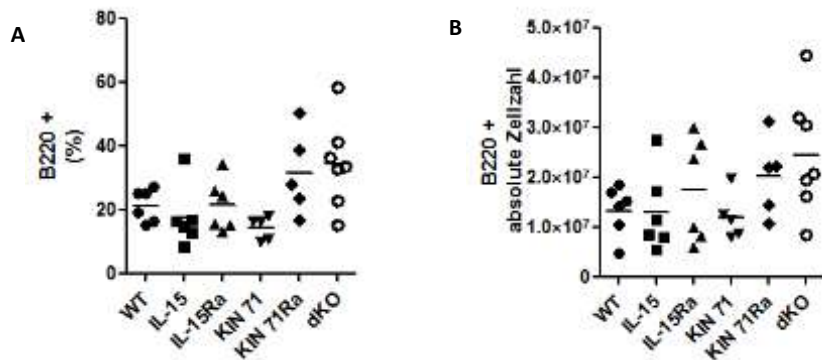 A
B220 +
(%)
80
60
40
20
0
WT
IL-15
IL-15Ra
KIN 71
KIN 71Ra
dKO
B
B220 +
absolute Zellzahl
5.0×10⁷
4.0×10⁷
3.0×10⁷
2.0×10⁷
1.0×10⁷
0.0
WT
IL-15
IL-15Ra
KIN 71
KIN 71Ra
dKO